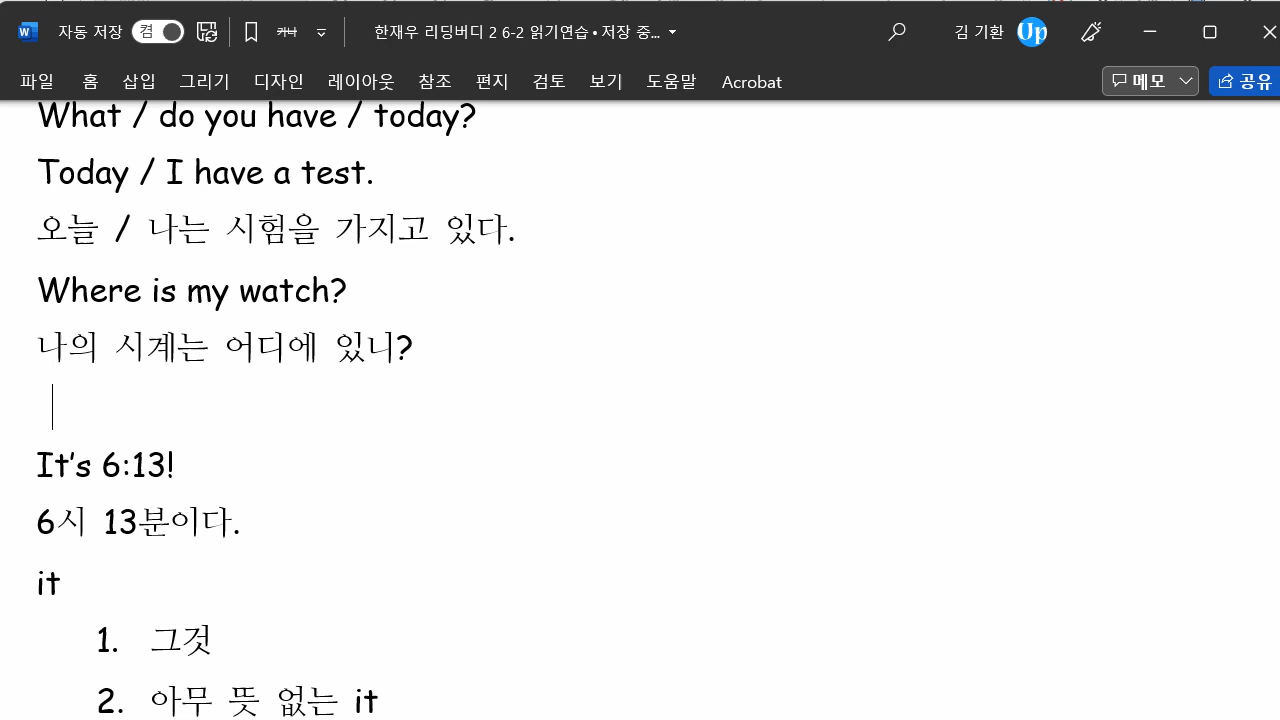 자동 저장 켬 가나 한재우 리딩버디 2 6-2 읽기연습 • 저장 중... 김 기환 Up
파일 홈 삽입 그리기 디자인 레이아웃 참조 편지 검토 보기 도움말 Acrobat 메모 공유
What / do you have / today?
Today / I have a test.
오늘 / 나는 시험을 가지고 있다.
Where is my watch?
나의 시계는 어디에 있니?
It's 6:13!
6시 13분이다.
it
1. 그것
2. 아무 뜻 없는 it